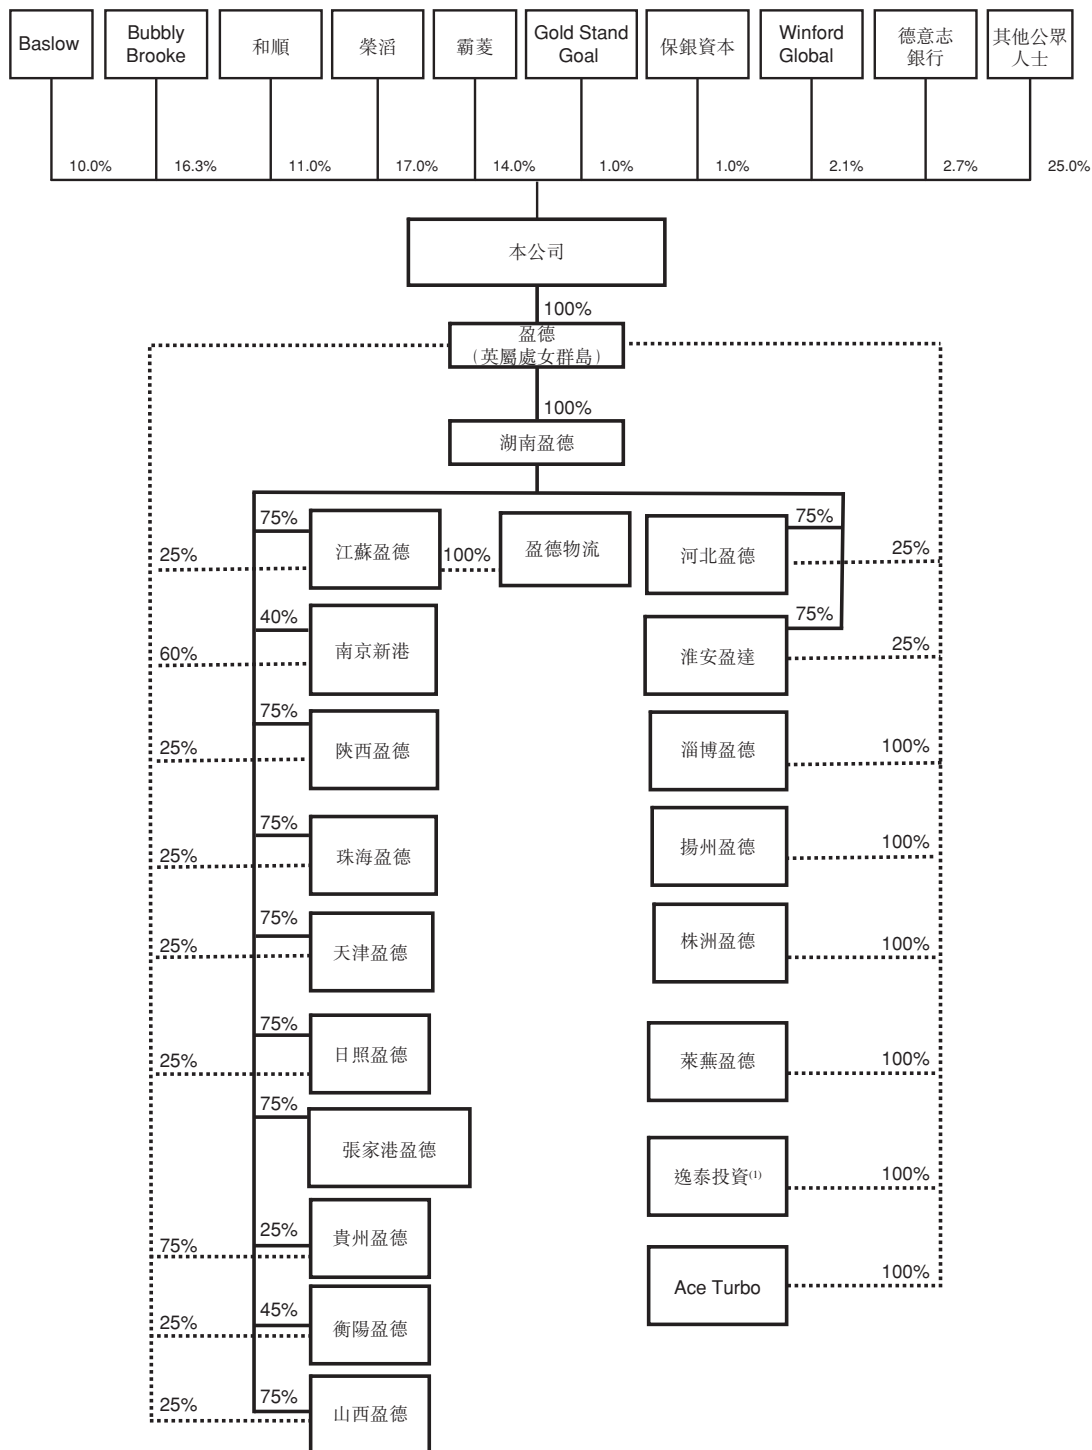 Baslow
Bubbly
Brooke
和順
榮滔
霸菱
Gold Stand
Goal
保銀資本
Winford
Global
德意志
銀行
其他公眾
人士
10.0%
16.3%
11.0%
17.0%
14.0%
1.0%
1.0%
2.1%
2.7%
25.0%
本公司
100%
盈德
(英屬處女群島)
100%
湖南盈德
75%
江蘇盈德
25%
100%
盈德物流
75%
河北盈德
25%
40%
南京新港
60%
75%
淮安盈達
25%
75%
陝西盈德
25%
淄博盈德
100%
75%
珠海盈德
25%
揚州盈德
100%
75%
天津盈德
25%
株洲盈德
100%
75%
日照盈德
25%
萊蕪盈德
100%
75%
張家港盈德
逸泰投資(1)
100%
25%
貴州盈德
75%
Ace Turbo
100%
45%
衡陽盈德
25%
75%
山西盈德
25%